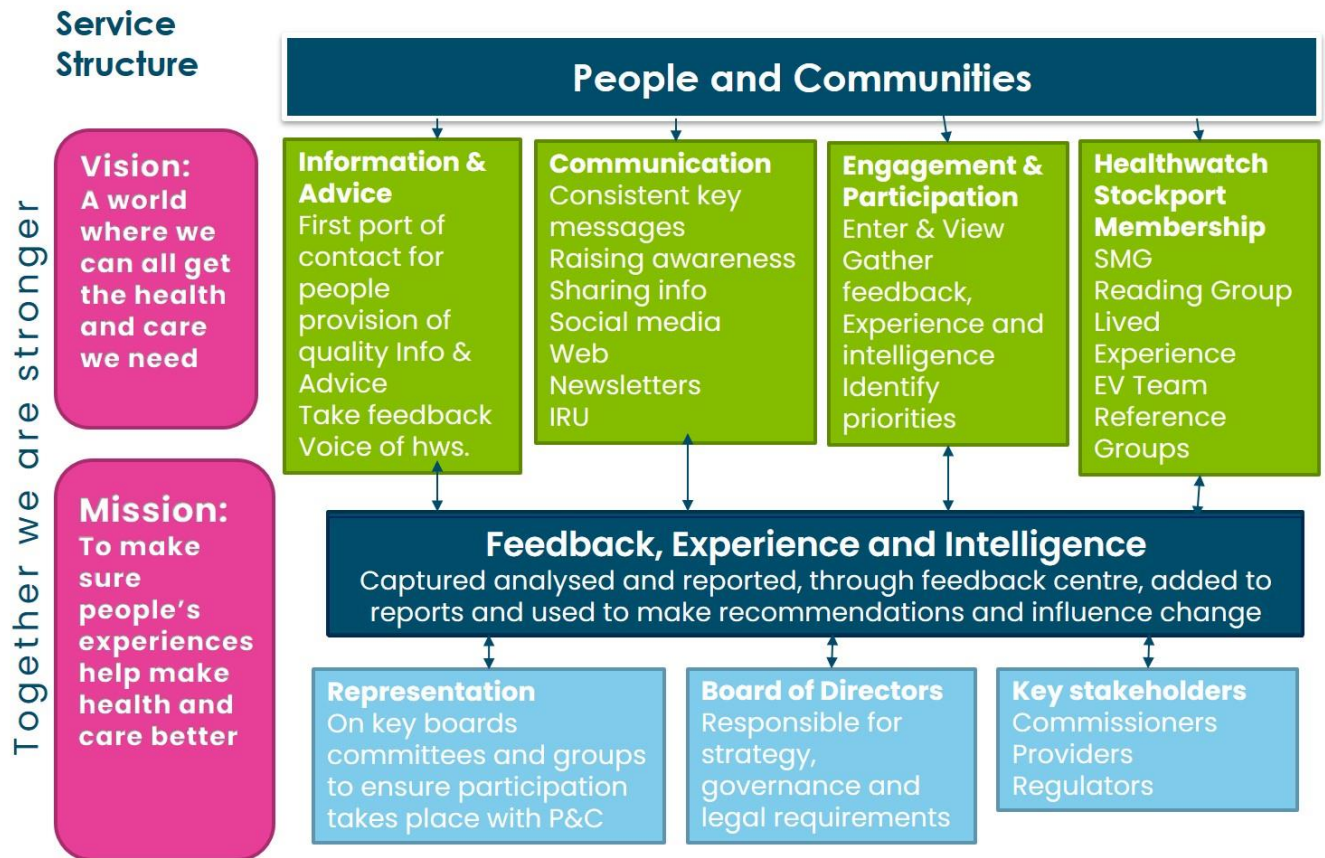 Service
Structure
People and Communities
Together we are stronger
Vision:
A world
where we
can all get
the health
and care
we need
Mission:
To make
sure
people's
experiences
help make
health and
care better
Information &
Advice
First port of
contact for
people
provision of
quality Info &
Advice
Take feedback
Voice of hws.
Communication
Consistent key
messages
Raising awareness
Sharing info
Social media
Web
Newsletters
IRU
Engagement &
Participation
Enter & View
Gather
feedback,
Experience and
intelligence
Identify
priorities
Healthwatch
Stockport
Membership
SMG
Reading Group
Lived
Experience
EV Team
Reference
Groups
Feedback, Experience and Intelligence
Captured analysed and reported, through feedback centre, added to
reports and used to make recommendations and influence change
Representation
On key boards
committees and groups
to ensure participation
takes place with P&C
Board of Directors
Responsible for
strategy,
governance and
legal requirements
Key stakeholders
Commissioners
Providers
Regulators